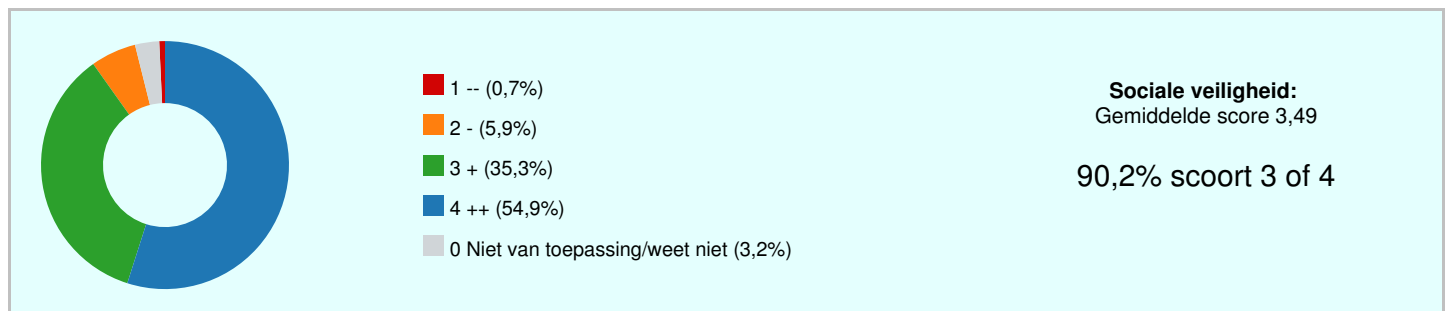 1 -- (0,7%)
2 - (5,9%)
3 + (35,3%)
4 ++ (54,9%)
0 Niet van toepassing/weet niet (3,2%)
Sociale veiligheid:
Gemiddelde score 3,49
90,2% scoort 3 of 4